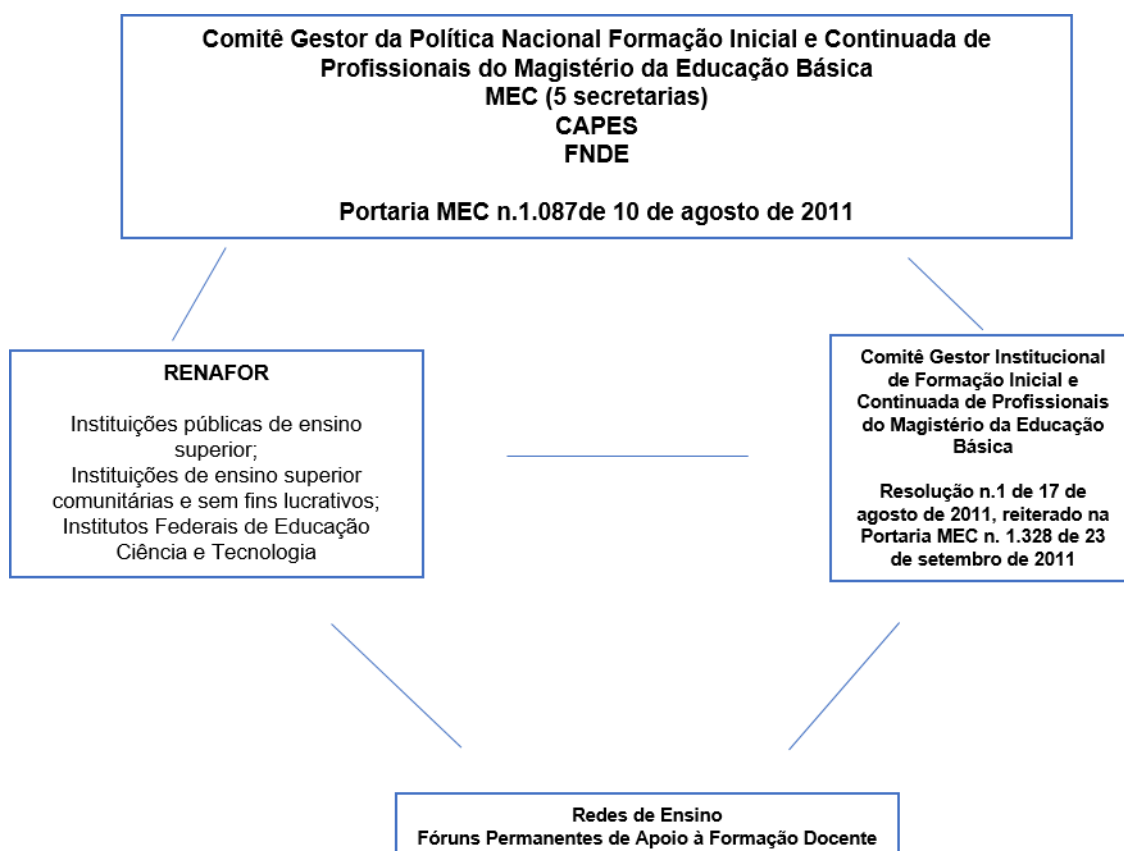 Comitê Gestor da Política Nacional Formação Inicial e Continuada de
Profissionais do Magistério da Educação Básica
MEC (5 secretarias)
CAPES
FNDE
Portaria MEC n.1.087de 10 de agosto de 2011
RENAFOR
Instituições públicas de ensino
superior;
Instituições de ensino superior
comunitárias e sem fins lucrativos;
Institutos Federais de Educação
Ciência e Tecnologia
Comitê Gestor Institucional
de Formação Inicial e
Continuada de Profissionais
do Magistério da Educação
Básica
Resolução n.1 de 17 de
agosto de 2011, reiterado na
Portaria MEC n. 1.328 de 23
de setembro de 2011
Redes de Ensino
Fóruns Permanentes de Apoio à Formação Docente